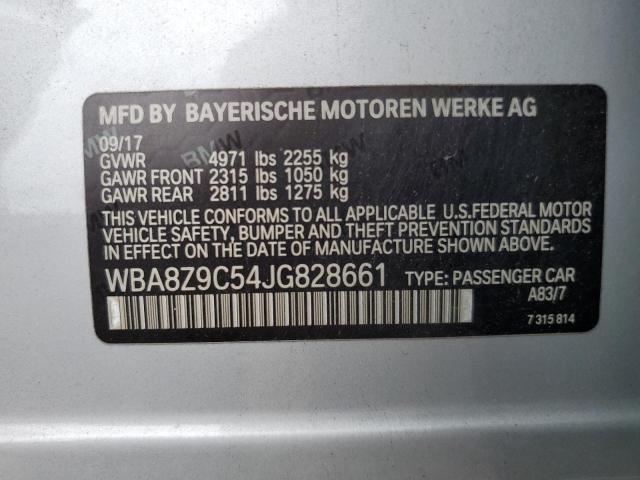 MFD BY BAYERISCHE MOTOREN WERKE AG
09/17
GVWR 4971 lbs 2255 kg
GAWR FRONT 2315 lbs 1050 kg
GAWR REAR 2811 lbs 1275 kg
THIS VEHICLE CONFORMS TO ALL APPLICABLE U.S.FEDERAL MOTOR
VEHICLE SAFETY, BUMPER AND THEFT PREVENTION STANDARDS
IN EFFECT ON THE DATE OF MANUFACTURE SHOWN ABOVE.
WBA8Z9C54JG828661 TYPE: PASSENGER CAR
A83/7
7 315 814
BMW
BMW
BMW